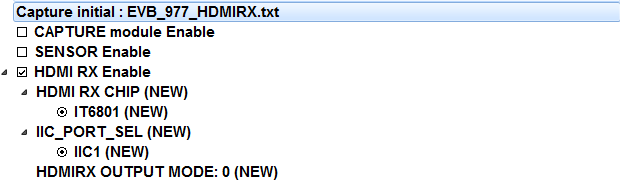 Capture initial : EVB_977_HDMIRX.txt
CAPTURE module Enable
SENSOR Enable
HDMI RX Enable
HDMI RX CHIP (NEW)
IT6801 (NEW)
IIC_PORT_SEL (NEW)
IIC1 (NEW)
HDMIRX OUTPUT MODE: 0 (NEW)